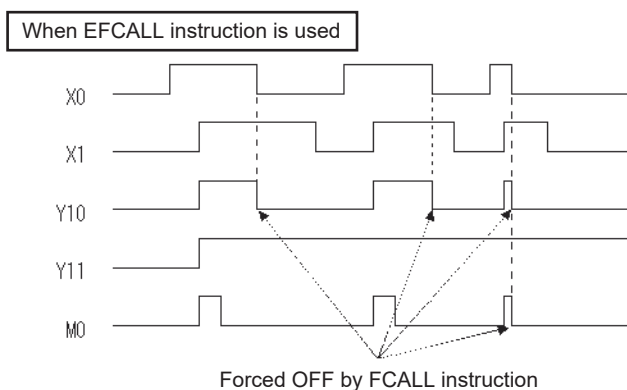 When EFCALL instruction is used
X0
X1
Y10
Y11
M0
Forced OFF by FCALL instruction